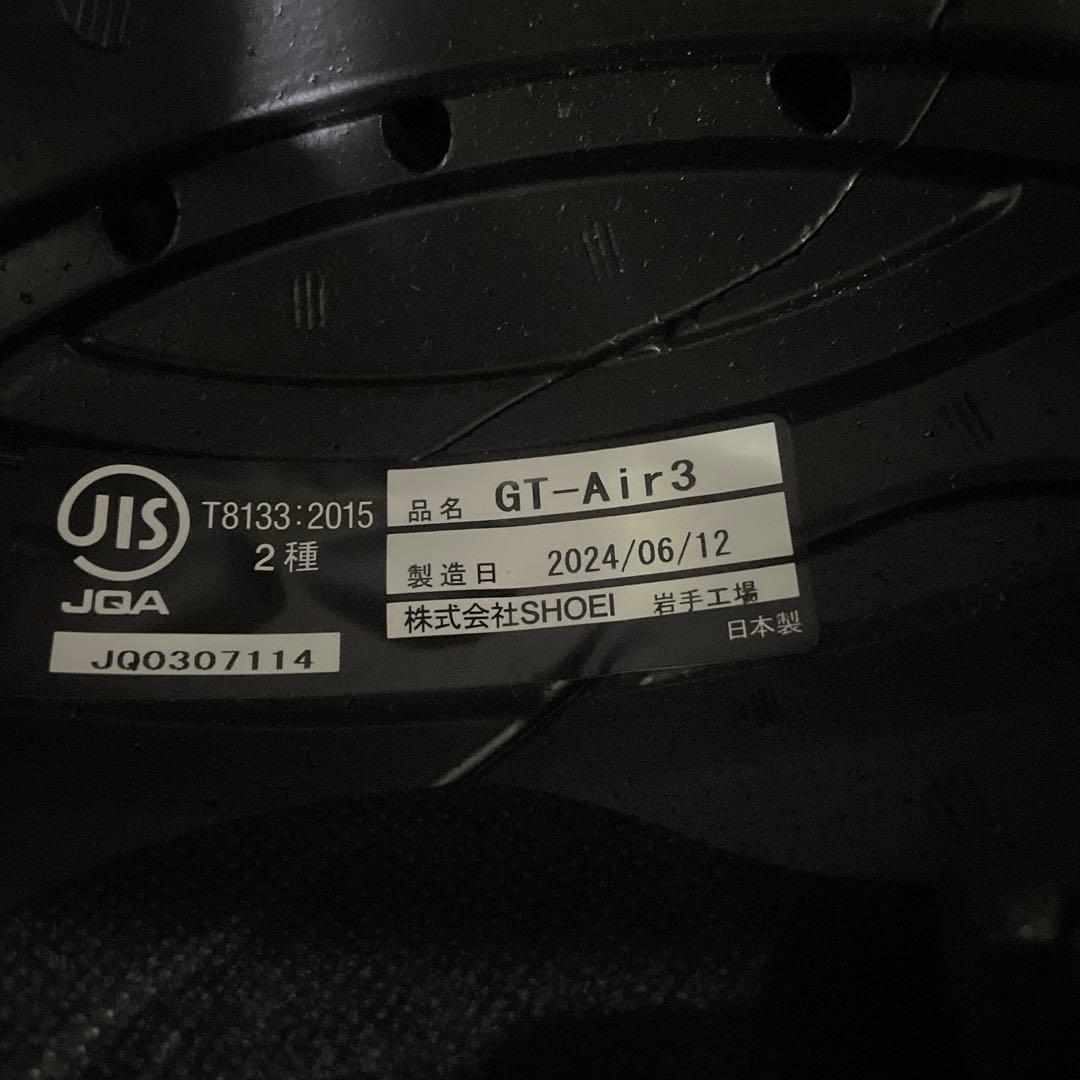 JIS
T8133:2015
2種
JQA
JQ0307114
品名 GT-Air3
製造日 2024/06/12
株式会社SHOEI 岩手工場
日本製